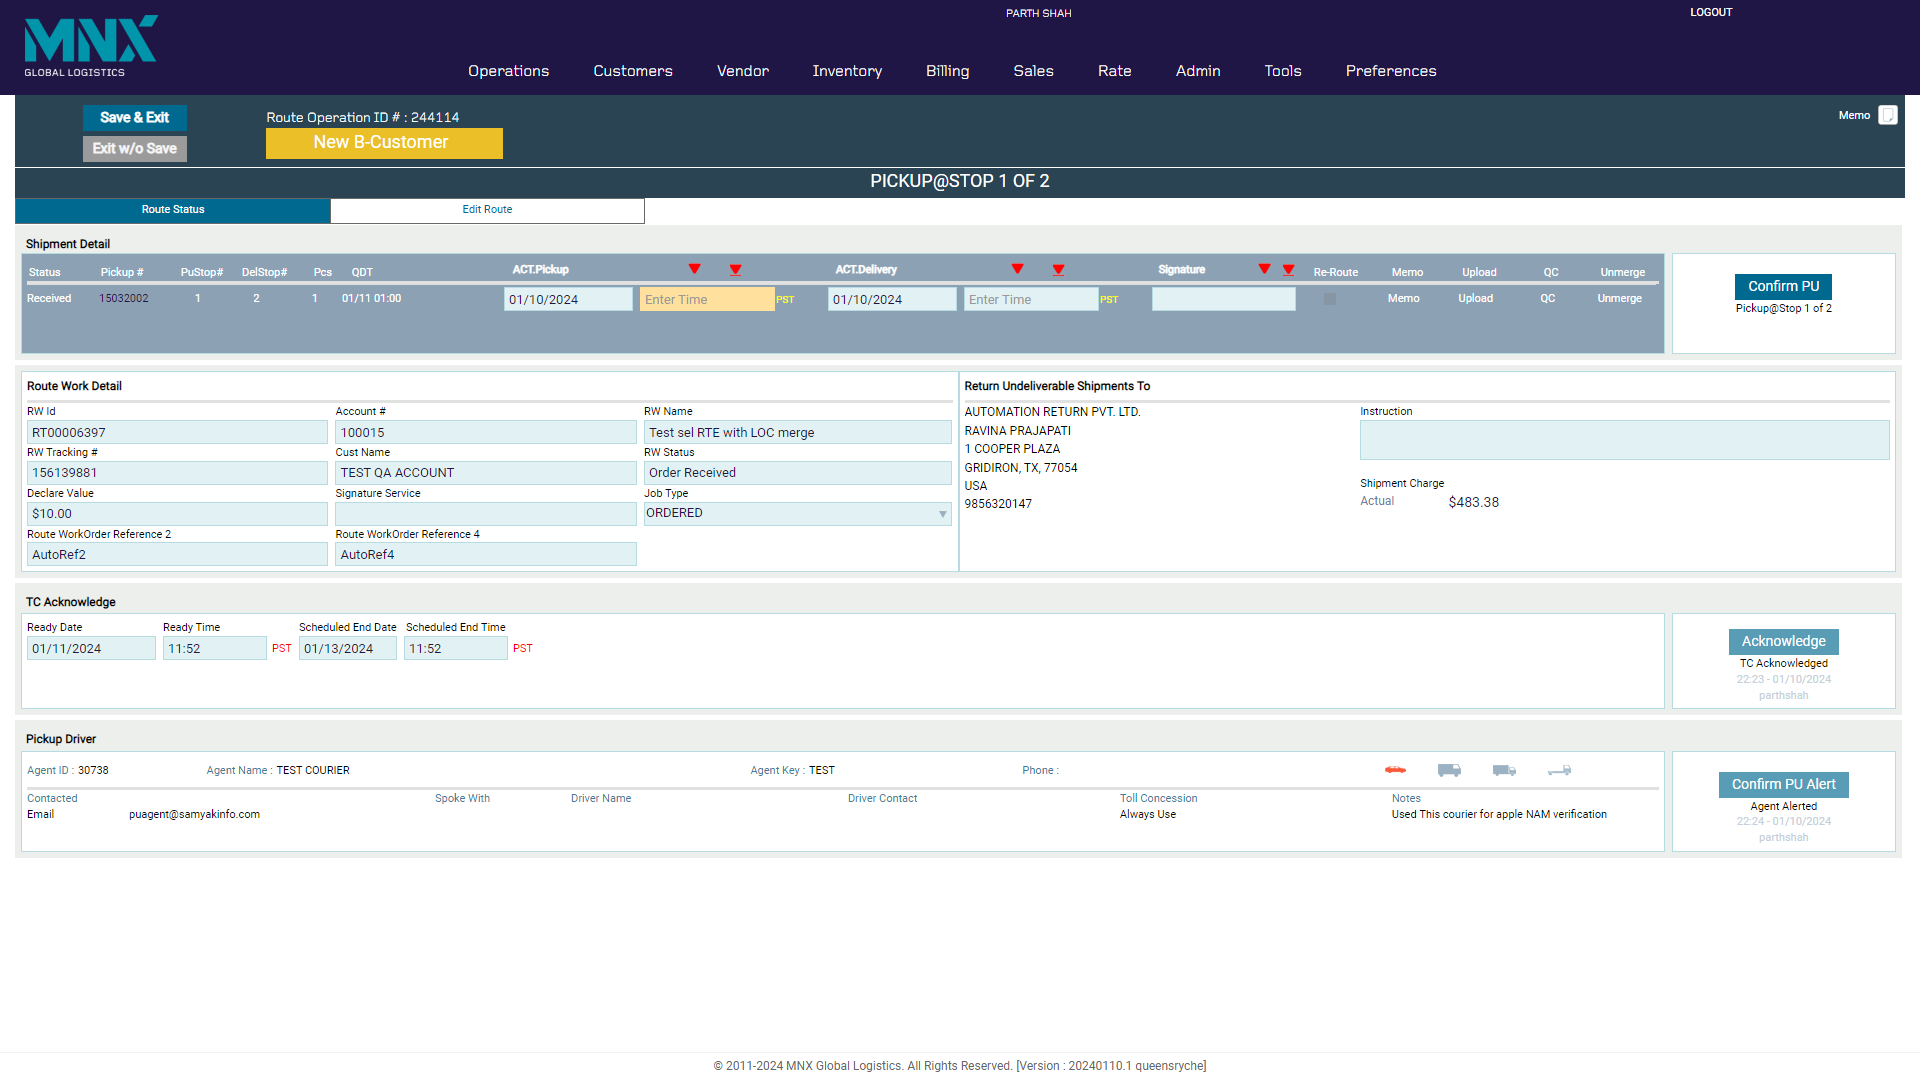 PARTH SHAH
LOGOUT
MNX
GLOBAL LOGISTICS
Operations Customers Vendor Inventory Billing Sales Rate Admin Tools Preferences
Save & Exit
Exit w/o Save
Route Operation ID # : 244114
New B-Customer
Memo
PICKUP@STOP 1 OF 2
Route Status Edit Route
Shipment Detail
Status Pickup # PuStop# DelStop# Pcs QDT ACT.Pickup ACT.Delivery Signature Re-Route Memo Upload QC Unmerge
Received 15032002 1 2 1 01/11 01:00 01/10/2024 Enter Time PST 01/10/2024 Enter Time PST Memo Upload QC Unmerge
Confirm PU
Pickup@Stop 1 of 2
Route Work Detail
RW Id Account # RW Name
RT00006397 100015 Test sel RTE with LOC merge
RW Tracking # Cust Name RW Status
156139881 TEST QA ACCOUNT Order Received
Declare Value Signature Service Job Type
$10.00 ORDERED
Route WorkOrder Reference 2 Route WorkOrder Reference 4
AutoRef2 AutoRef4
Return Undeliverable Shipments To
AUTOMATION RETURN PVT. LTD.
RAVINA PRAJAPATI
1 COOPER PLAZA
GRIDIRON, TX, 77054
USA
9856320147
Instruction
Shipment Charge
Actual $483.38
TC Acknowledge
Ready Date Ready Time Scheduled End Date Scheduled End Time
01/11/2024 11:52 PST 01/13/2024 11:52 PST
Acknowledge
TC Acknowledged
22:23 - 01/10/2024
parthshah
Pickup Driver
Agent ID : 30738 Agent Name : TEST COURIER Agent Key : TEST Phone :
Contacted Spoke With Driver Name Driver Contact Toll Concession Notes
Email puagent@samyakinfo.com Always Use Used This courier for apple NAM verification
Confirm PU Alert
Agent Alerted
22:24 - 01/10/2024
parthshah
© 2011-2024 MNX Global Logistics. All Rights Reserved. [Version : 20240110.1 queensryche]